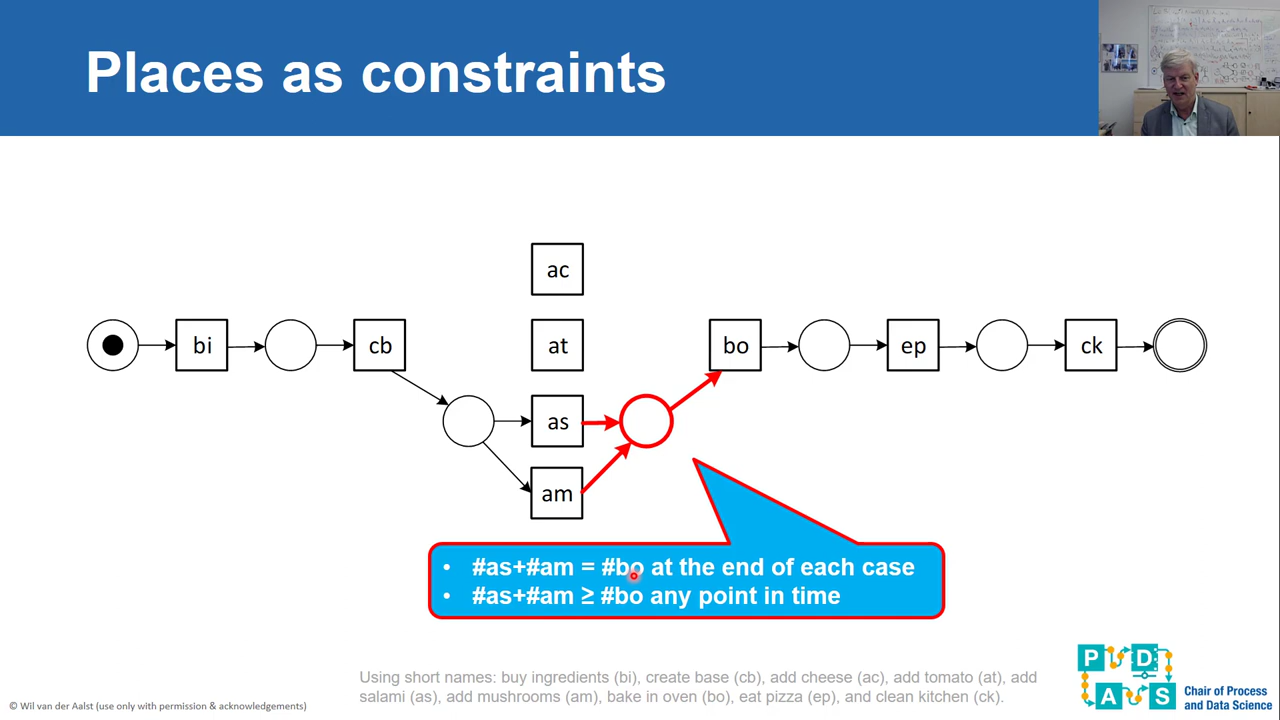 Places as constraints
ac
bi
cb
at
bo
ep
ck
as
am
• #as+#am = #bo at the end of each case
• #as+#am ≥ #bo any point in time
Using short names: buy ingredients (bi), create base (cb), add cheese (ac), add tomato (at), add
salami (as), add mushrooms (am), bake in oven (bo), eat pizza (ep), and clean kitchen (ck).
© Wil van der Aalst (use only with permission & acknowledgements)
P D
A S
Chair of Process
and Data Science